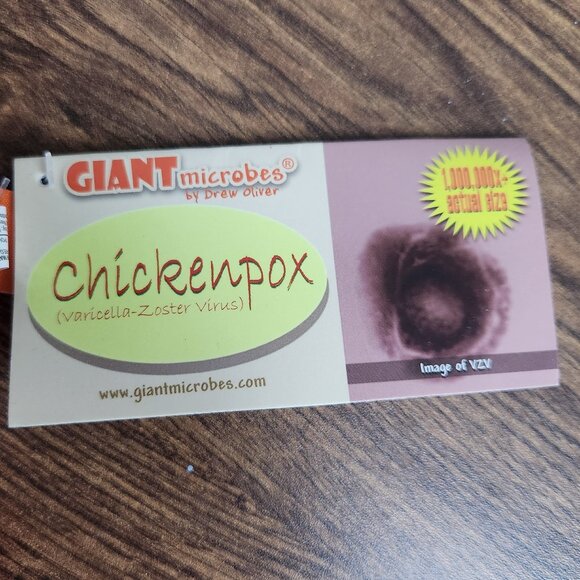 GIANTmicrobes®
by Drew Oliver
Chickenpox
(Varicella-Zoster Virus)
www.giantmicrobes.com
1,000,000x-
actual size
Image of VZV